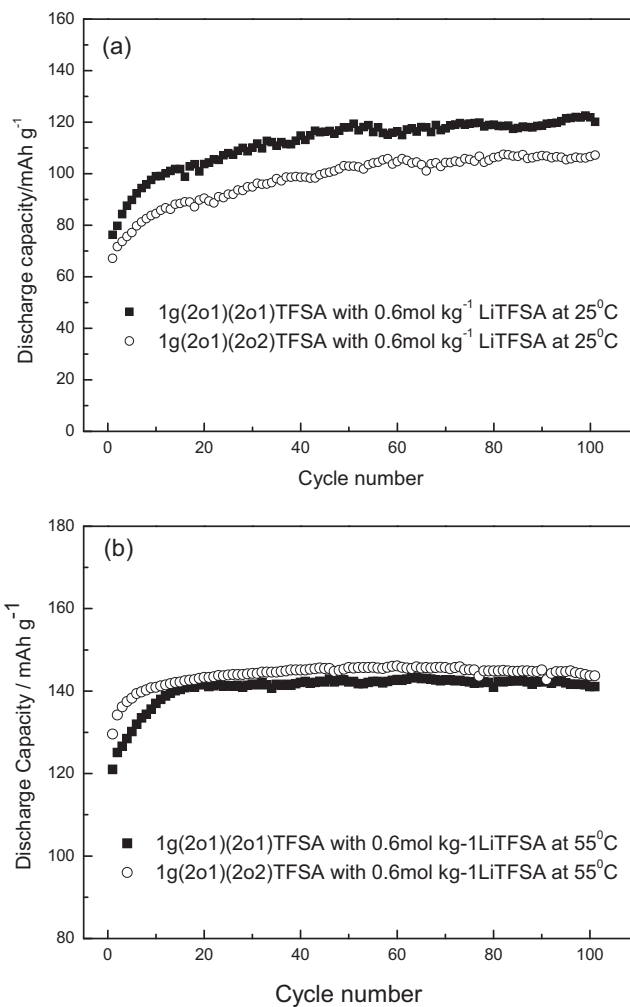 (a)
160
140
120
100
80
60
40
20
0
Discharge capacity/mAh g⁻¹
■ 1g(2o1)(2o1)TFSA with 0.6mol kg⁻¹ LiTFSA at 25⁰C
○ 1g(2o1)(2o2)TFSA with 0.6mol kg⁻¹ LiTFSA at 25⁰C
0 20 40 60 80 100
Cycle number
(b)
180
160
140
120
100
80
Discharge Capacity / mAh g⁻¹
■ 1g(2o1)(2o1)TFSA with 0.6mol kg-1LiTFSA at 55⁰C
○ 1g(2o1)(2o2)TFSA with 0.6mol kg-1LiTFSA at 55⁰C
0 20 40 60 80 100
Cycle number